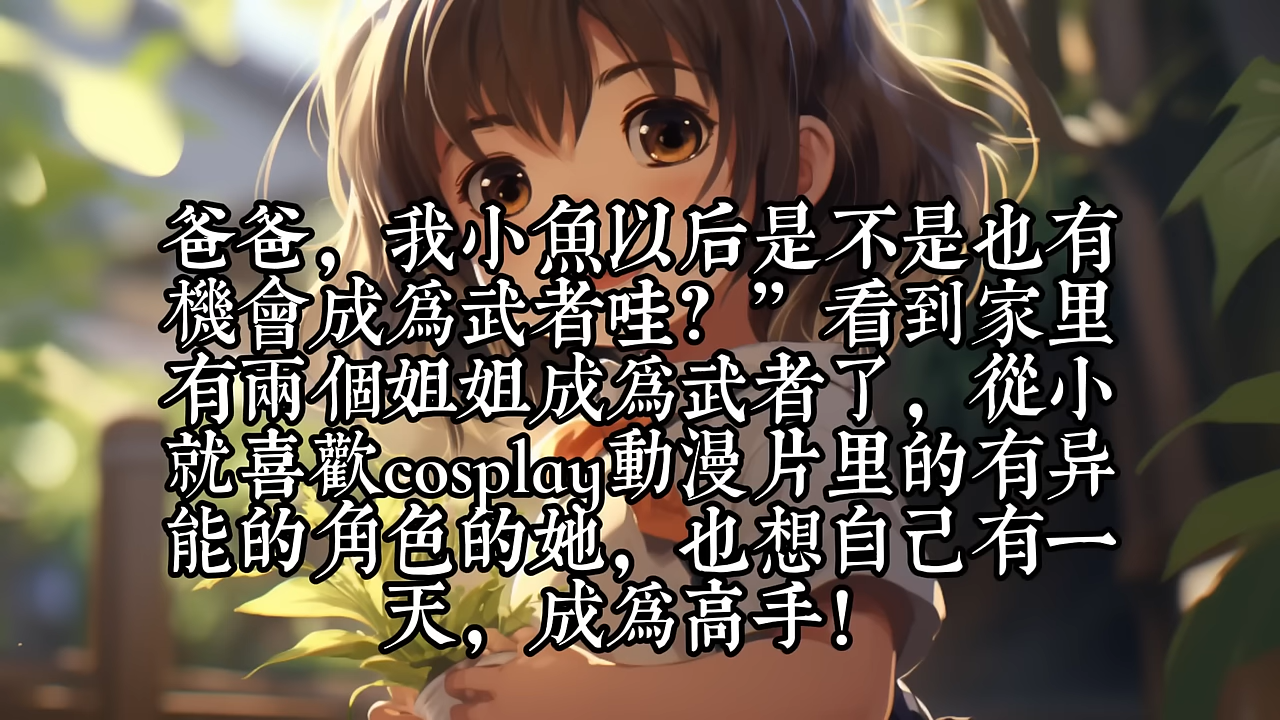 爸爸，我小魚以后是不是也有
機會成爲武者哇？”看到家里
有兩個姐姐成爲武者了，從小
就喜歡cosplay動漫片里的有异
能的角色的她，也想自己有一
天，成爲高手！